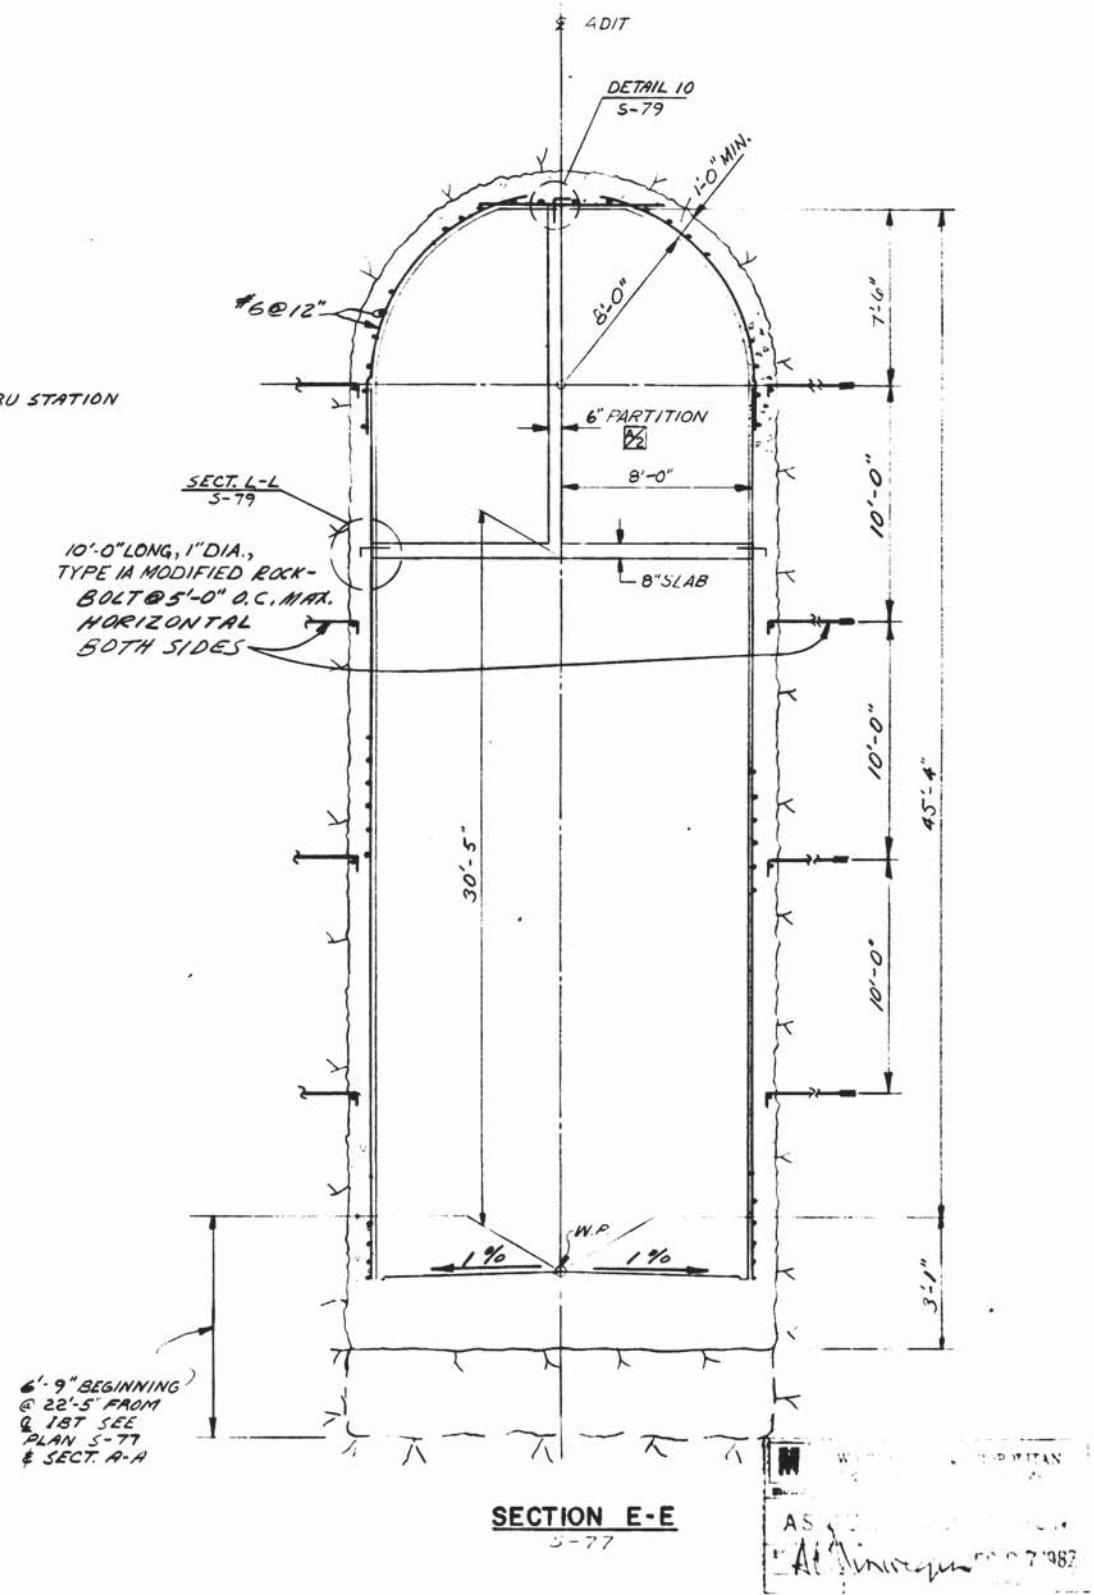 ℄ ADIT
DETAIL 10
S-79
1'-0" MIN.
8'-0"
7'-6"
#6@12"
RU STATION
6" PARTITION
A/2
8'-0"
10'-0"
SECT. L-L
S-79
10'-0" LONG, 1" DIA.,
TYPE 1A MODIFIED ROCK-
BOLT @ 5'-0" O.C. MAX.
HORIZONTAL
BOTH SIDES
8" SLAB
10'-0"
45'-4"
30'-5"
10'-0"
W.P.
1%
1%
3'-1"
6'-9" BEGINNING
@ 22'-5" FROM
℄ IBT SEE
PLAN S-77
& SECT. A-A
SECTION E-E
S-77
M
AS